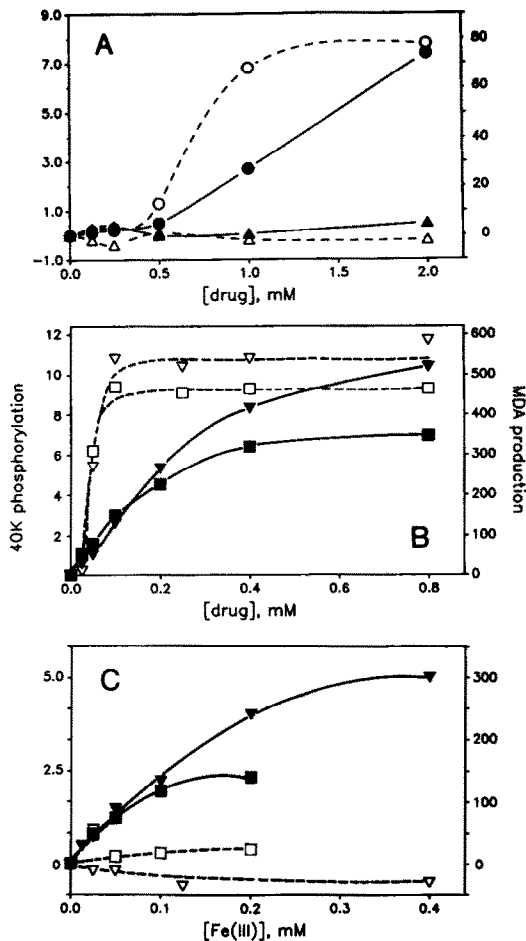 A
9.0
7.0
5.0
3.0
1.0
-1.0
80
60
40
20
0
0.0 0.5 1.0 1.5 2.0
[drug], mM
40K phosphorylation
12
10
8
6
4
2
600
500
400
300
200
100
0
MDA production
B
0.0 0.2 0.4 0.6 0.8
[drug], mM
C
5.0
2.5
0
300
200
100
0
0.0 0.1 0.2 0.3 0.4
[Fe(III)], mM